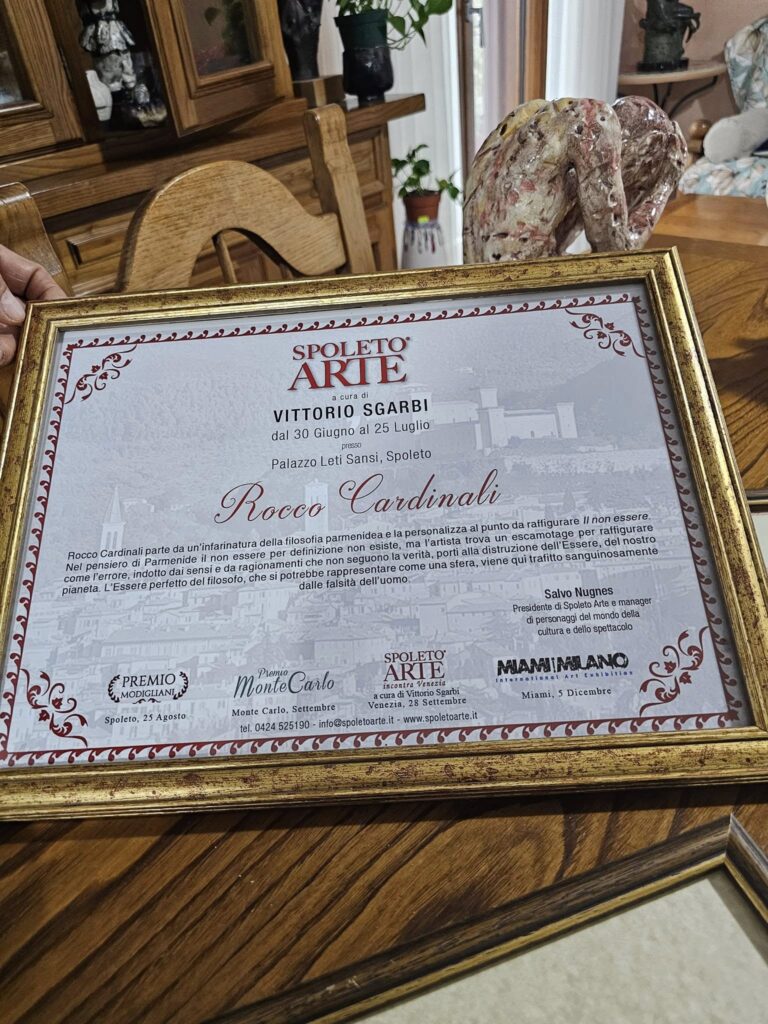 SPOLETO ARTE
a cura di
VITTORIO SGARBI
dal 30 Giugno al 25 Luglio
presso
Palazzo Leti Sansi, Spoleto
Rocco Cardinali
Rocco Cardinali parte da un'infarinatura della filosofia parmenidea e la personalizza al punto da raffigurare Il non essere.
Nel pensiero di Parmenide il non essere per definizione non esiste, ma l'artista trova un escamotage per raffigurare
come l'errore, indotto dai sensi e da ragionamenti che non seguono la verità, porti alla distruzione dell'Essere, del nostro
pianeta. L'Essere perfetto del filosofo, che si potrebbe rappresentare come una sfera, viene qui trafitto sanguinosamente
dalle falsità dell'uomo.
Salvo Nugnes
Presidente di Spoleto Arte e manager
di personaggi del mondo della
cultura e dello spettacolo
PREMIO
MODIGLIANI
Spoleto, 25 Agosto
Premio
MonteCarlo
Monte Carlo, Settembre
SPOLETO
ARTE
incontra Venezia
a cura di Vittorio Sgarbi
Venezia, 28 Settembre
MIAMI MILANO
International Art Exhibition
Miami, 5 Dicembre
tel. 0424 525190 - info@spoletoarte.it - www.spoletoarte.it